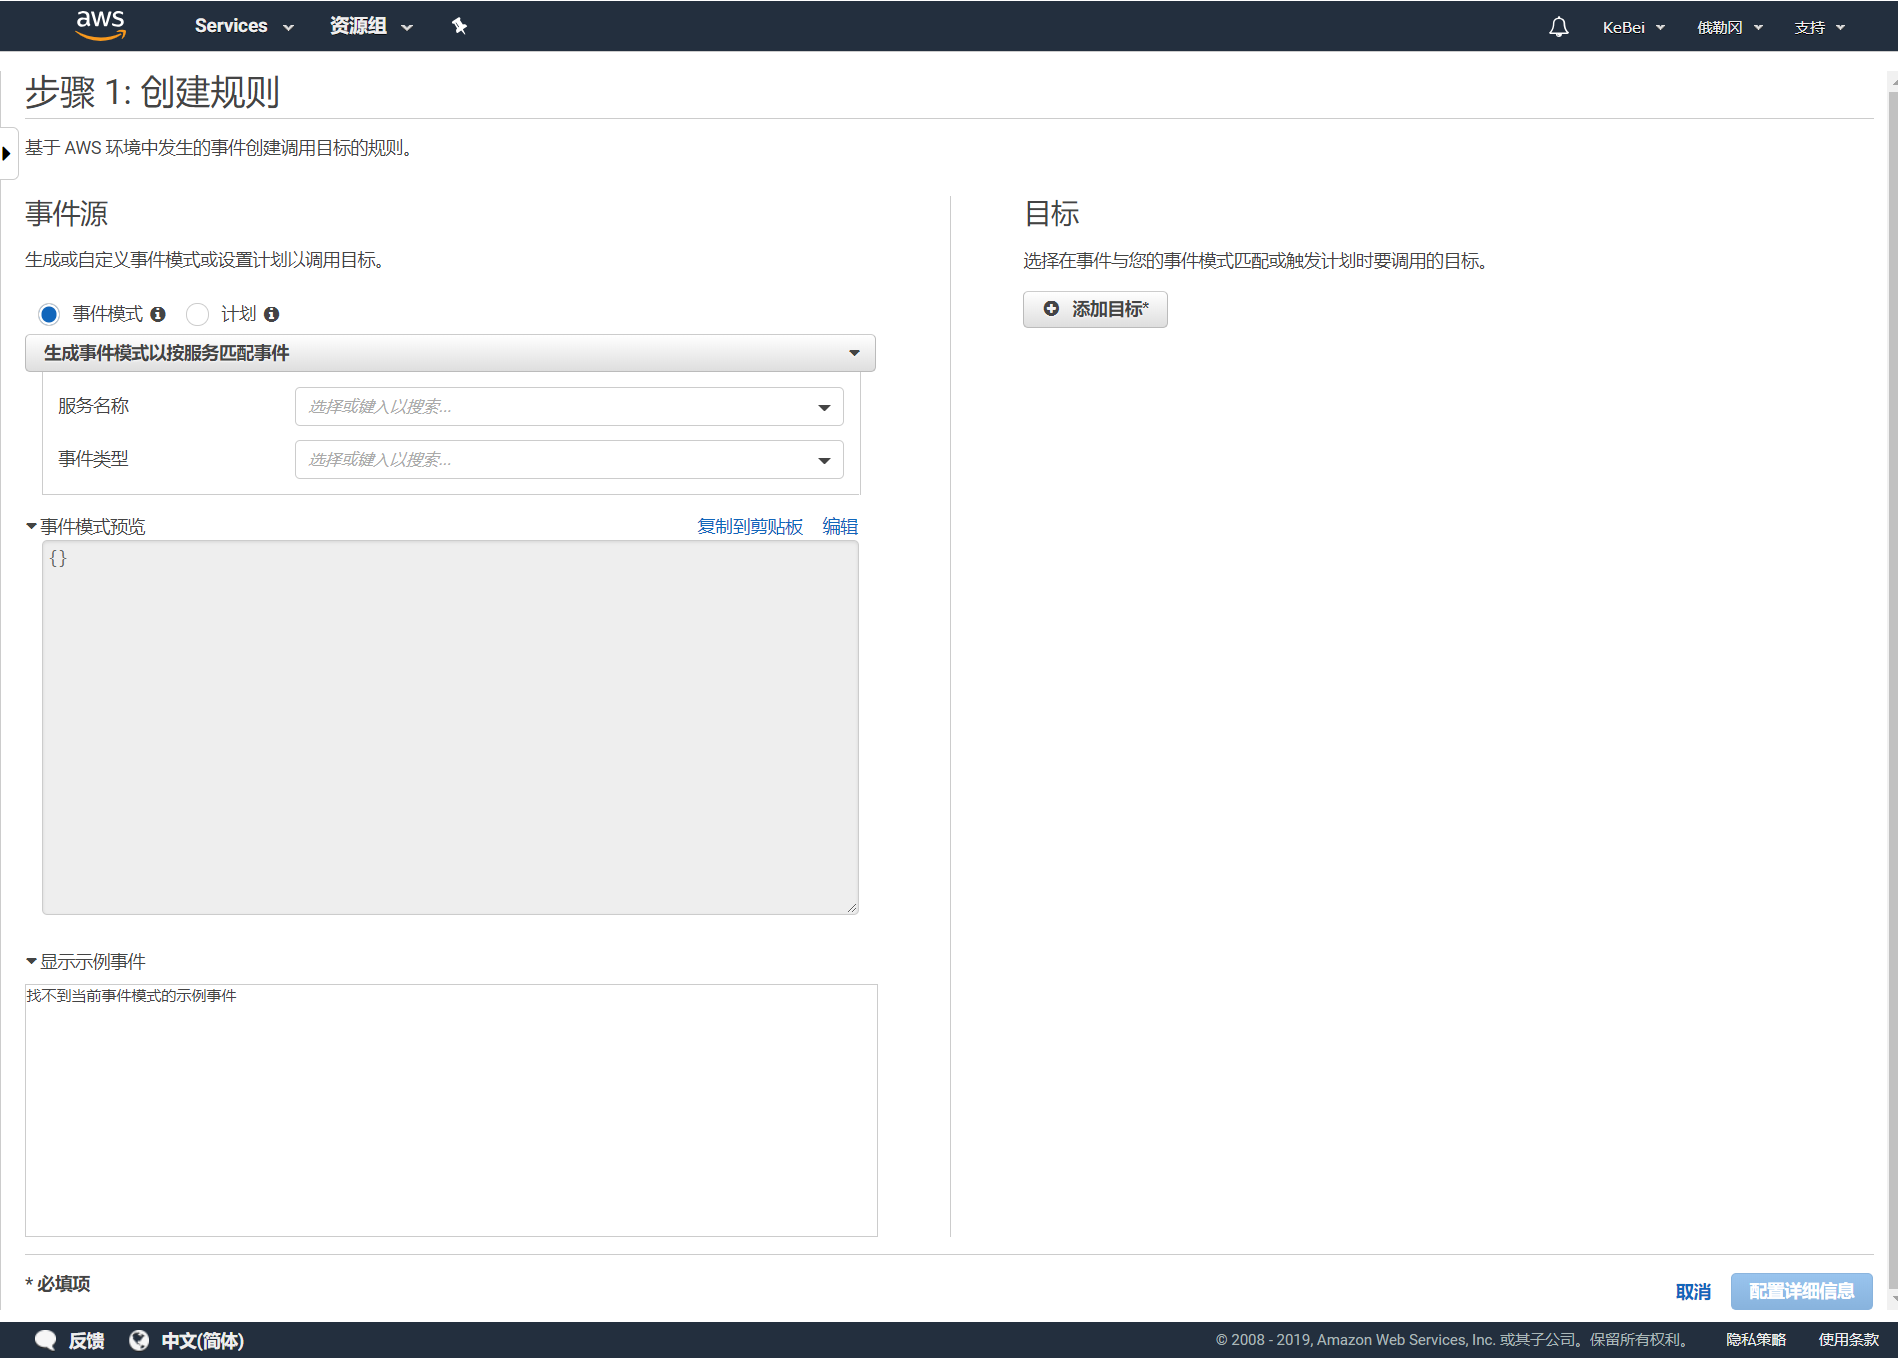 aws
Services
资源组
KeBei
俄勒冈
支持
步骤 1: 创建规则
基于 AWS 环境中发生的事件创建调用目标的规则。
事件源
生成或自定义事件模式或设置计划以调用目标。
事件模式
计划
生成事件模式以按服务匹配事件
服务名称
选择或键入以搜索...
事件类型
选择或键入以搜索...
事件模式预览
复制到剪贴板
编辑
{}
显示示例事件
找不到当前事件模式的示例事件
目标
选择在事件与您的事件模式匹配或触发计划时要调用的目标。
添加目标*
* 必填项
取消
配置详细信息
反馈
中文(简体)
© 2008 - 2019, Amazon Web Services, Inc. 或其子公司。保留所有权利。
隐私策略
使用条款